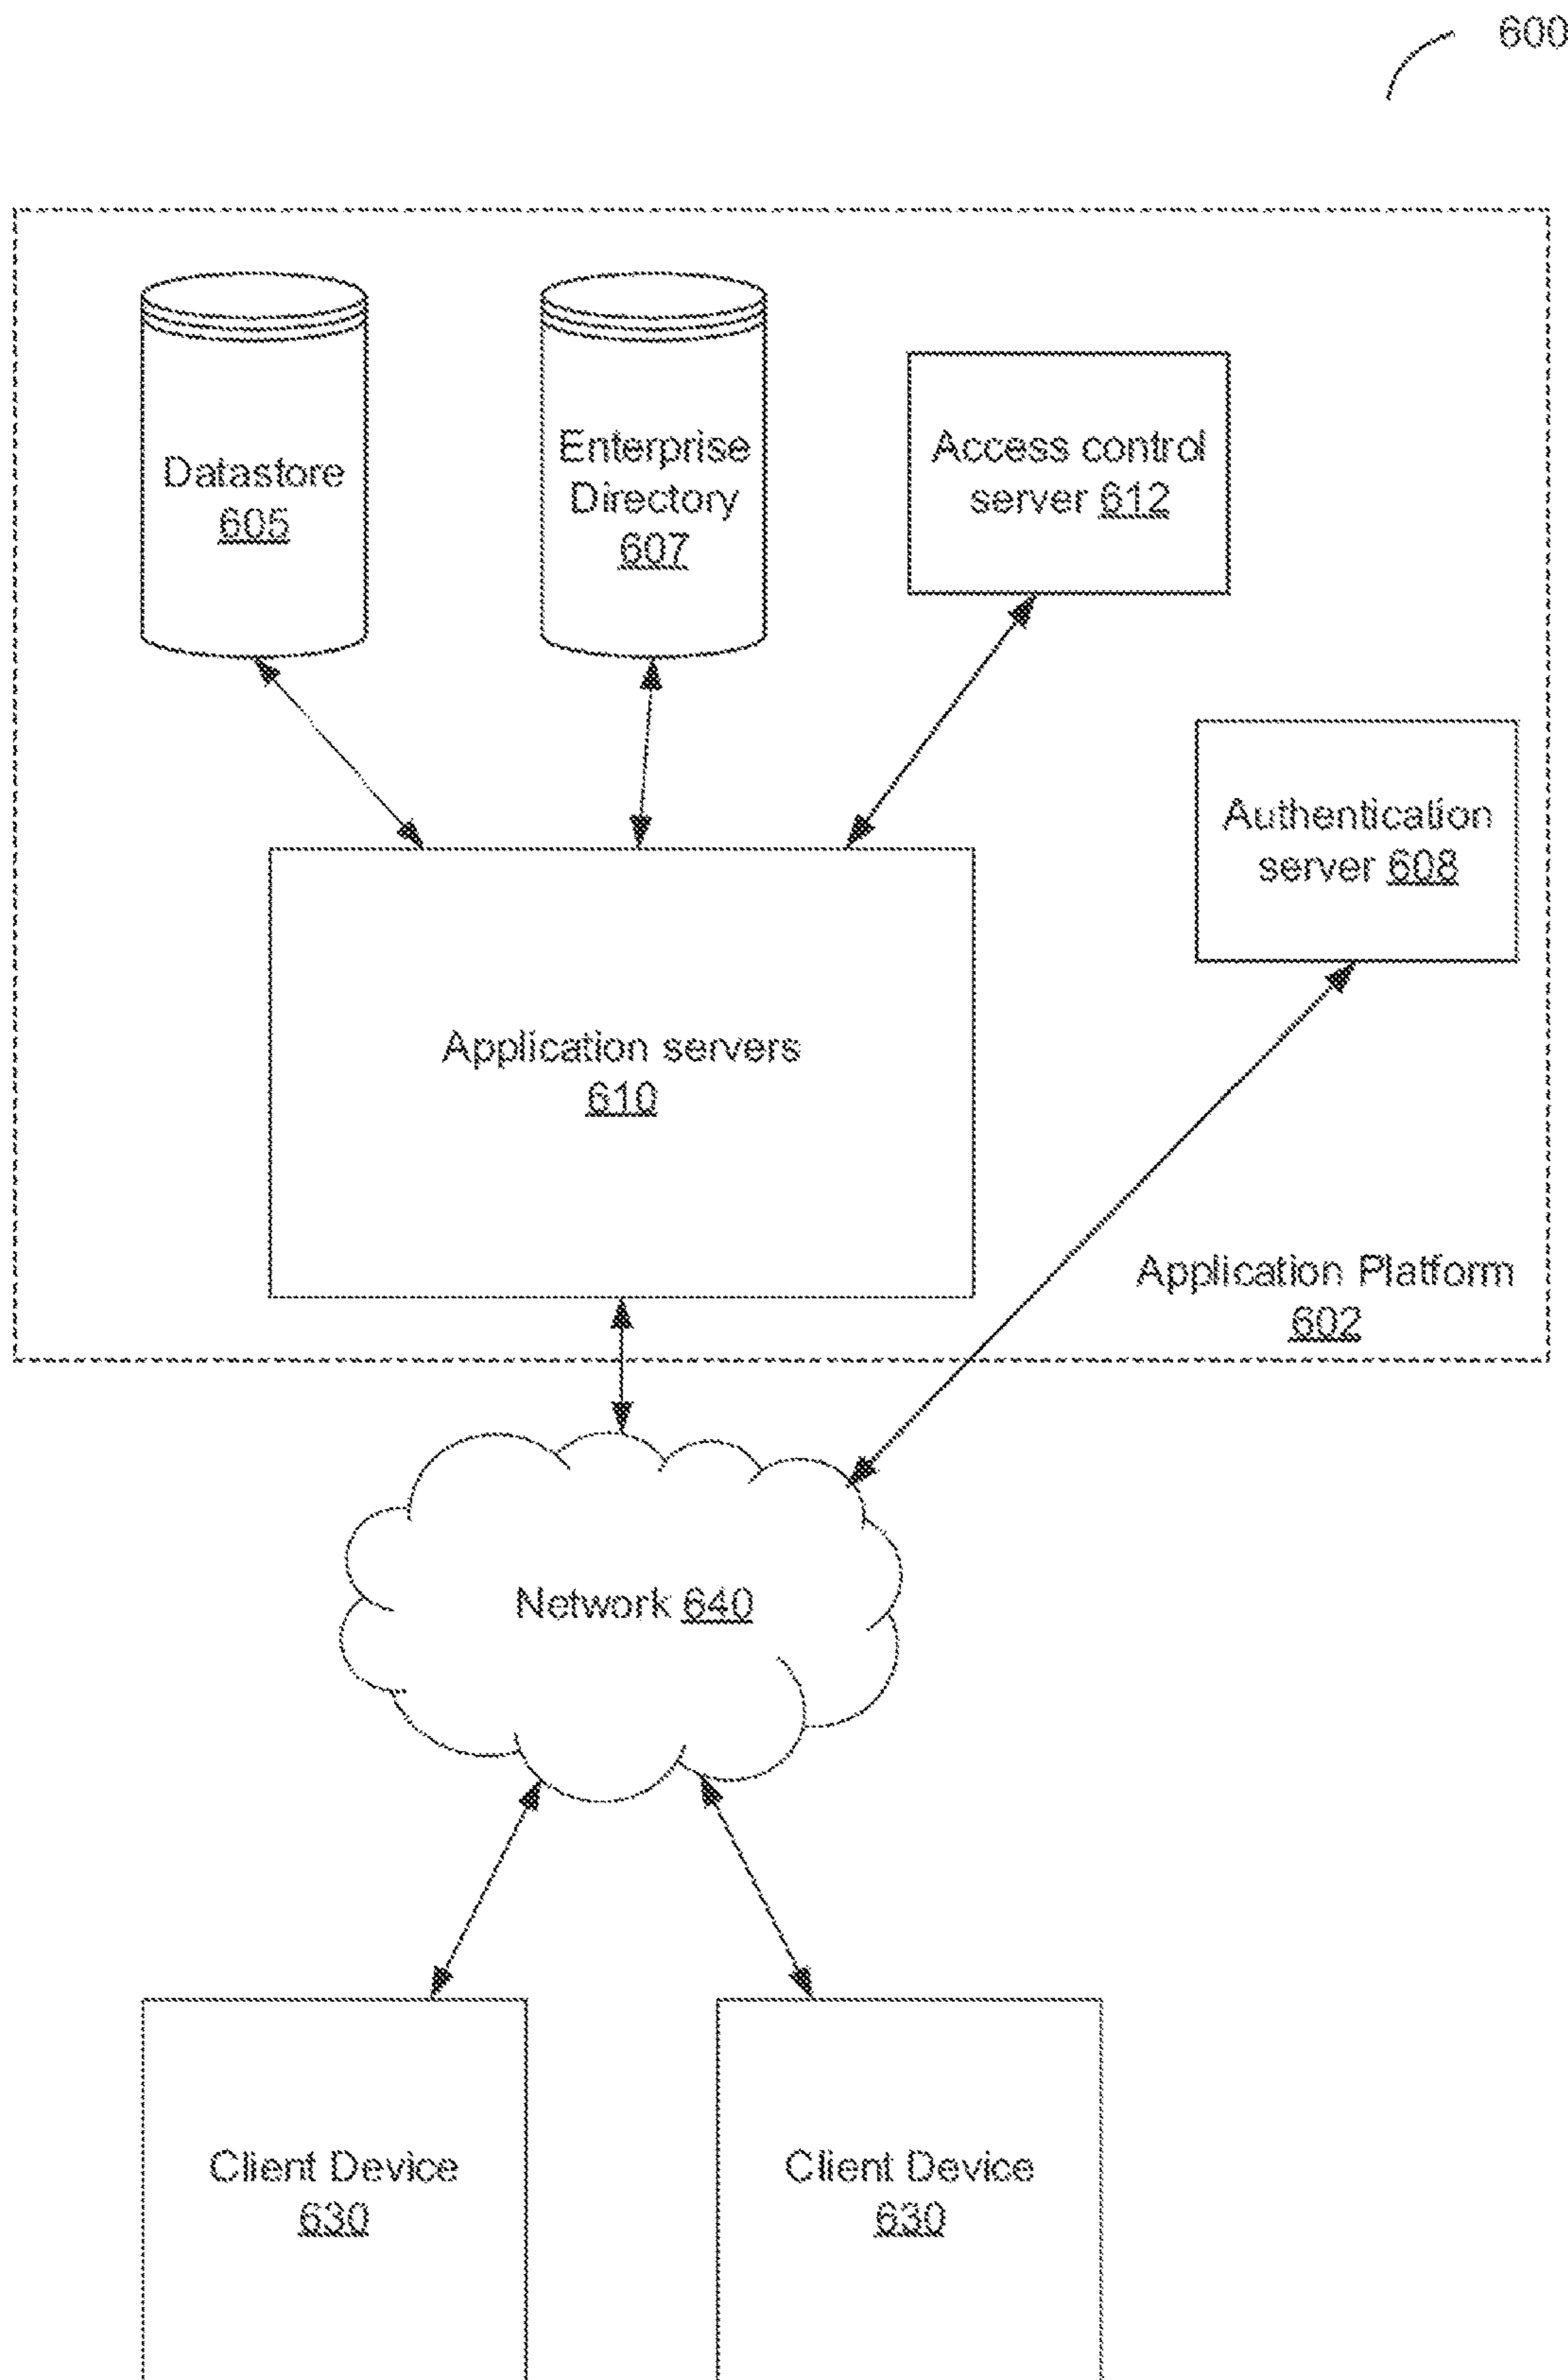 600
Datastore
605
Enterprise
Directory
607
Access control
server 612
Authentication
server 608
Application servers
610
Application Platform
602
Network 640
Client Device
630
Client Device
630